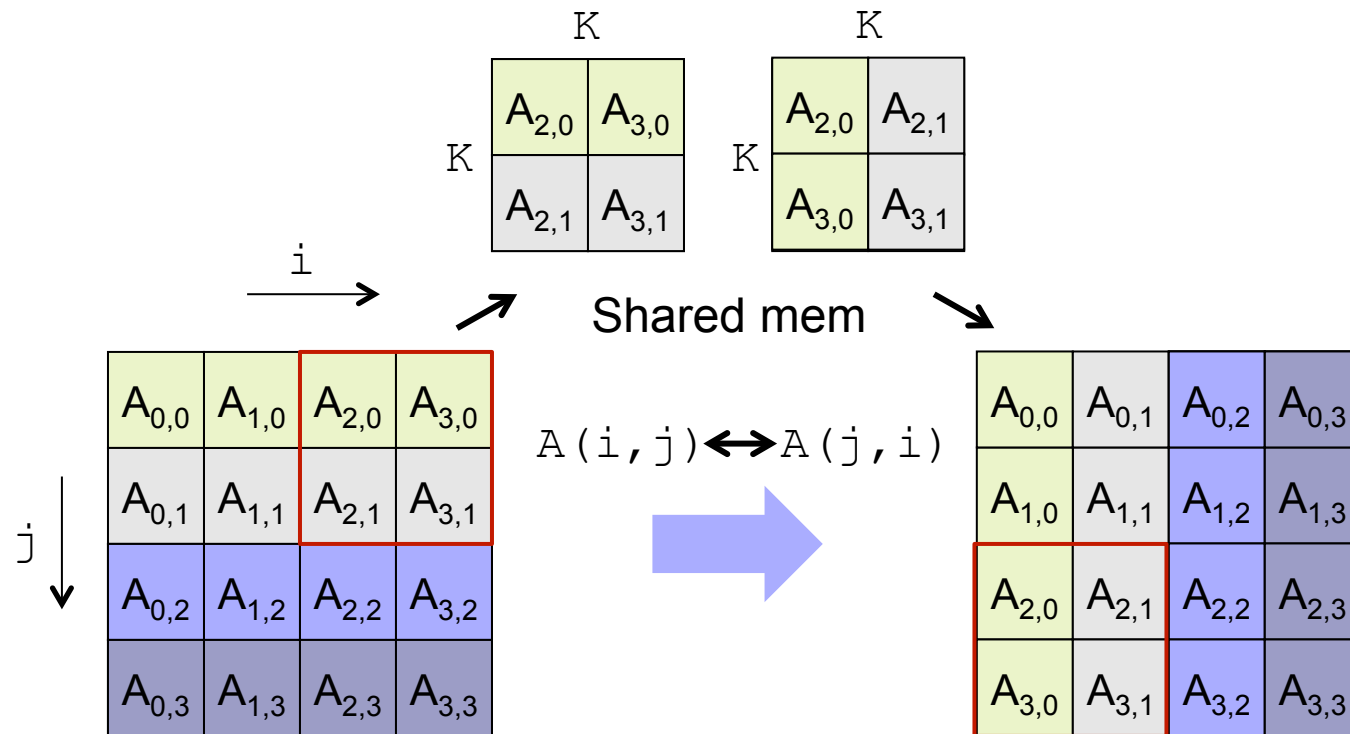 K K
A2,0 A3,0 A2,0 A2,1
K K
A2,1 A3,1 A3,0 A3,1
i
Shared mem
A0,0 A1,0 A2,0 A3,0 A0,0 A0,1 A0,2 A0,3
A(i,j)↔A(j,i)
A0,1 A1,1 A2,1 A3,1 A1,0 A1,1 A1,2 A1,3
j
A0,2 A1,2 A2,2 A3,2 A2,0 A2,1 A2,2 A2,3
A0,3 A1,3 A2,3 A3,3 A3,0 A3,1 A3,2 A3,3